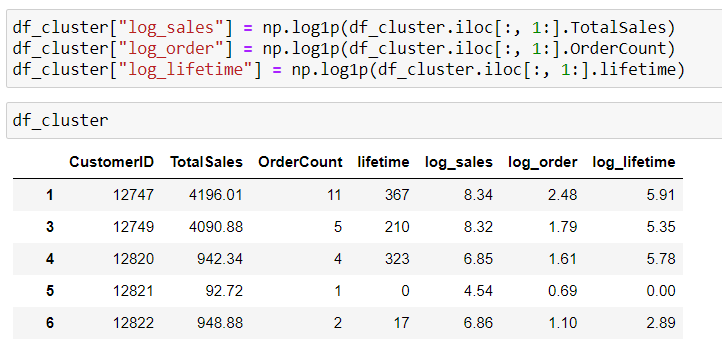 df_cluster["log_sales"] = np.log1p(df_cluster.iloc[:, 1:].TotalSales)
df_cluster["log_order"] = np.log1p(df_cluster.iloc[:, 1:].OrderCount)
df_cluster["log_lifetime"] = np.log1p(df_cluster.iloc[:, 1:].lifetime)
df_cluster
CustomerID TotalSales OrderCount lifetime log_sales log_order log_lifetime
1 12747 4196.01 11 367 8.34 2.48 5.91
3 12749 4090.88 5 210 8.32 1.79 5.35
4 12820 942.34 4 323 6.85 1.61 5.78
5 12821 92.72 1 0 4.54 0.69 0.00
6 12822 948.88 2 17 6.86 1.10 2.89